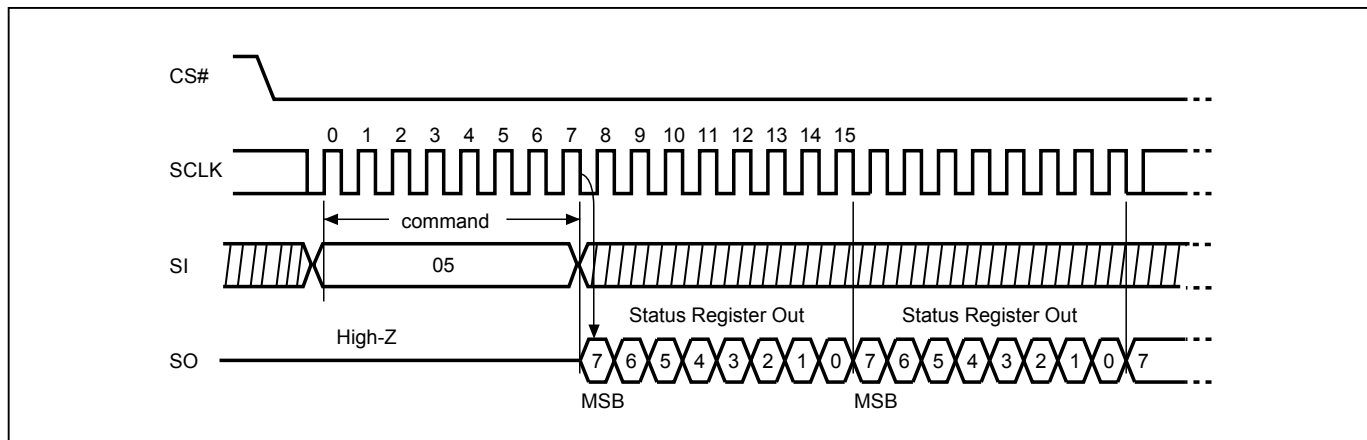 CS#
0 1 2 3 4 5 6 7 8 9 10 11 12 13 14 15
SCLK
command
SI
05
Status Register Out Status Register Out
High-Z
SO
7 6 5 4 3 2 1 0 7 6 5 4 3 2 1 0 7
MSB MSB